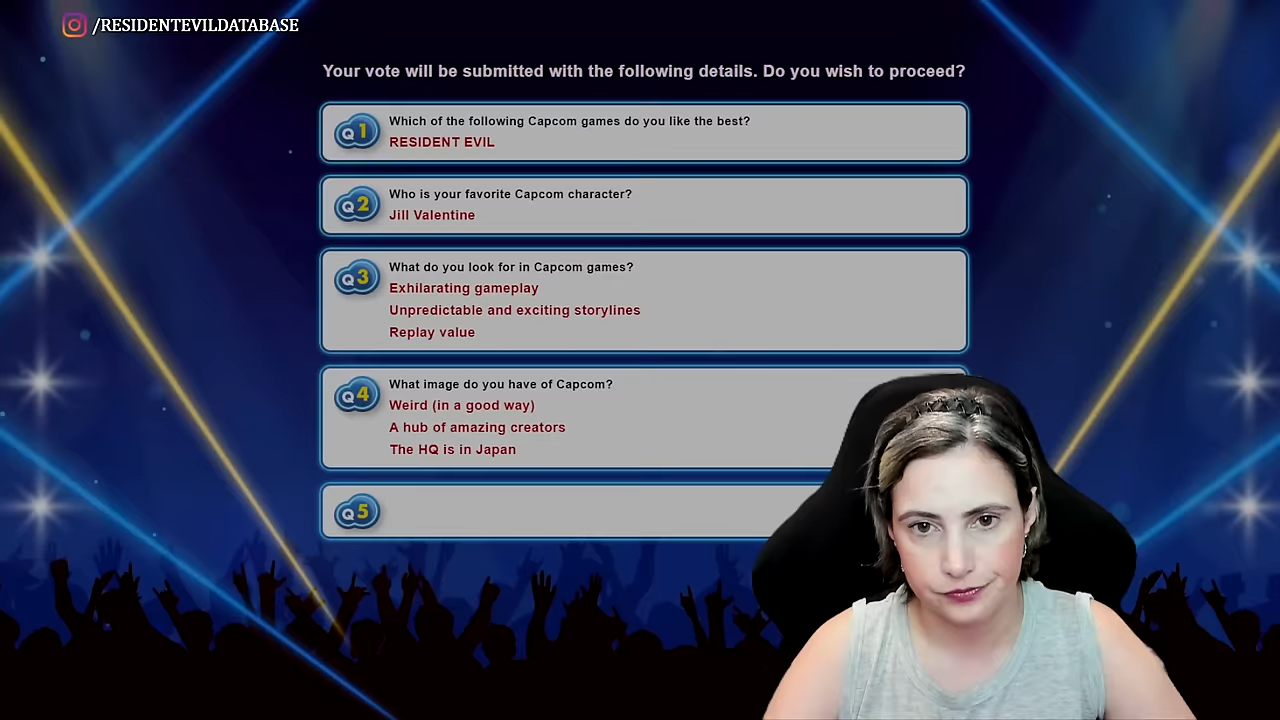 /RESIDENTEVILDATABASE
Your vote will be submitted with the following details. Do you wish to proceed?
Q1
Which of the following Capcom games do you like the best?
RESIDENT EVIL
Q2
Who is your favorite Capcom character?
Jill Valentine
Q3
What do you look for in Capcom games?
Exhilarating gameplay
Unpredictable and exciting storylines
Replay value
Q4
What image do you have of Capcom?
Weird (in a good way)
A hub of amazing creators
The HQ is in Japan
Q5